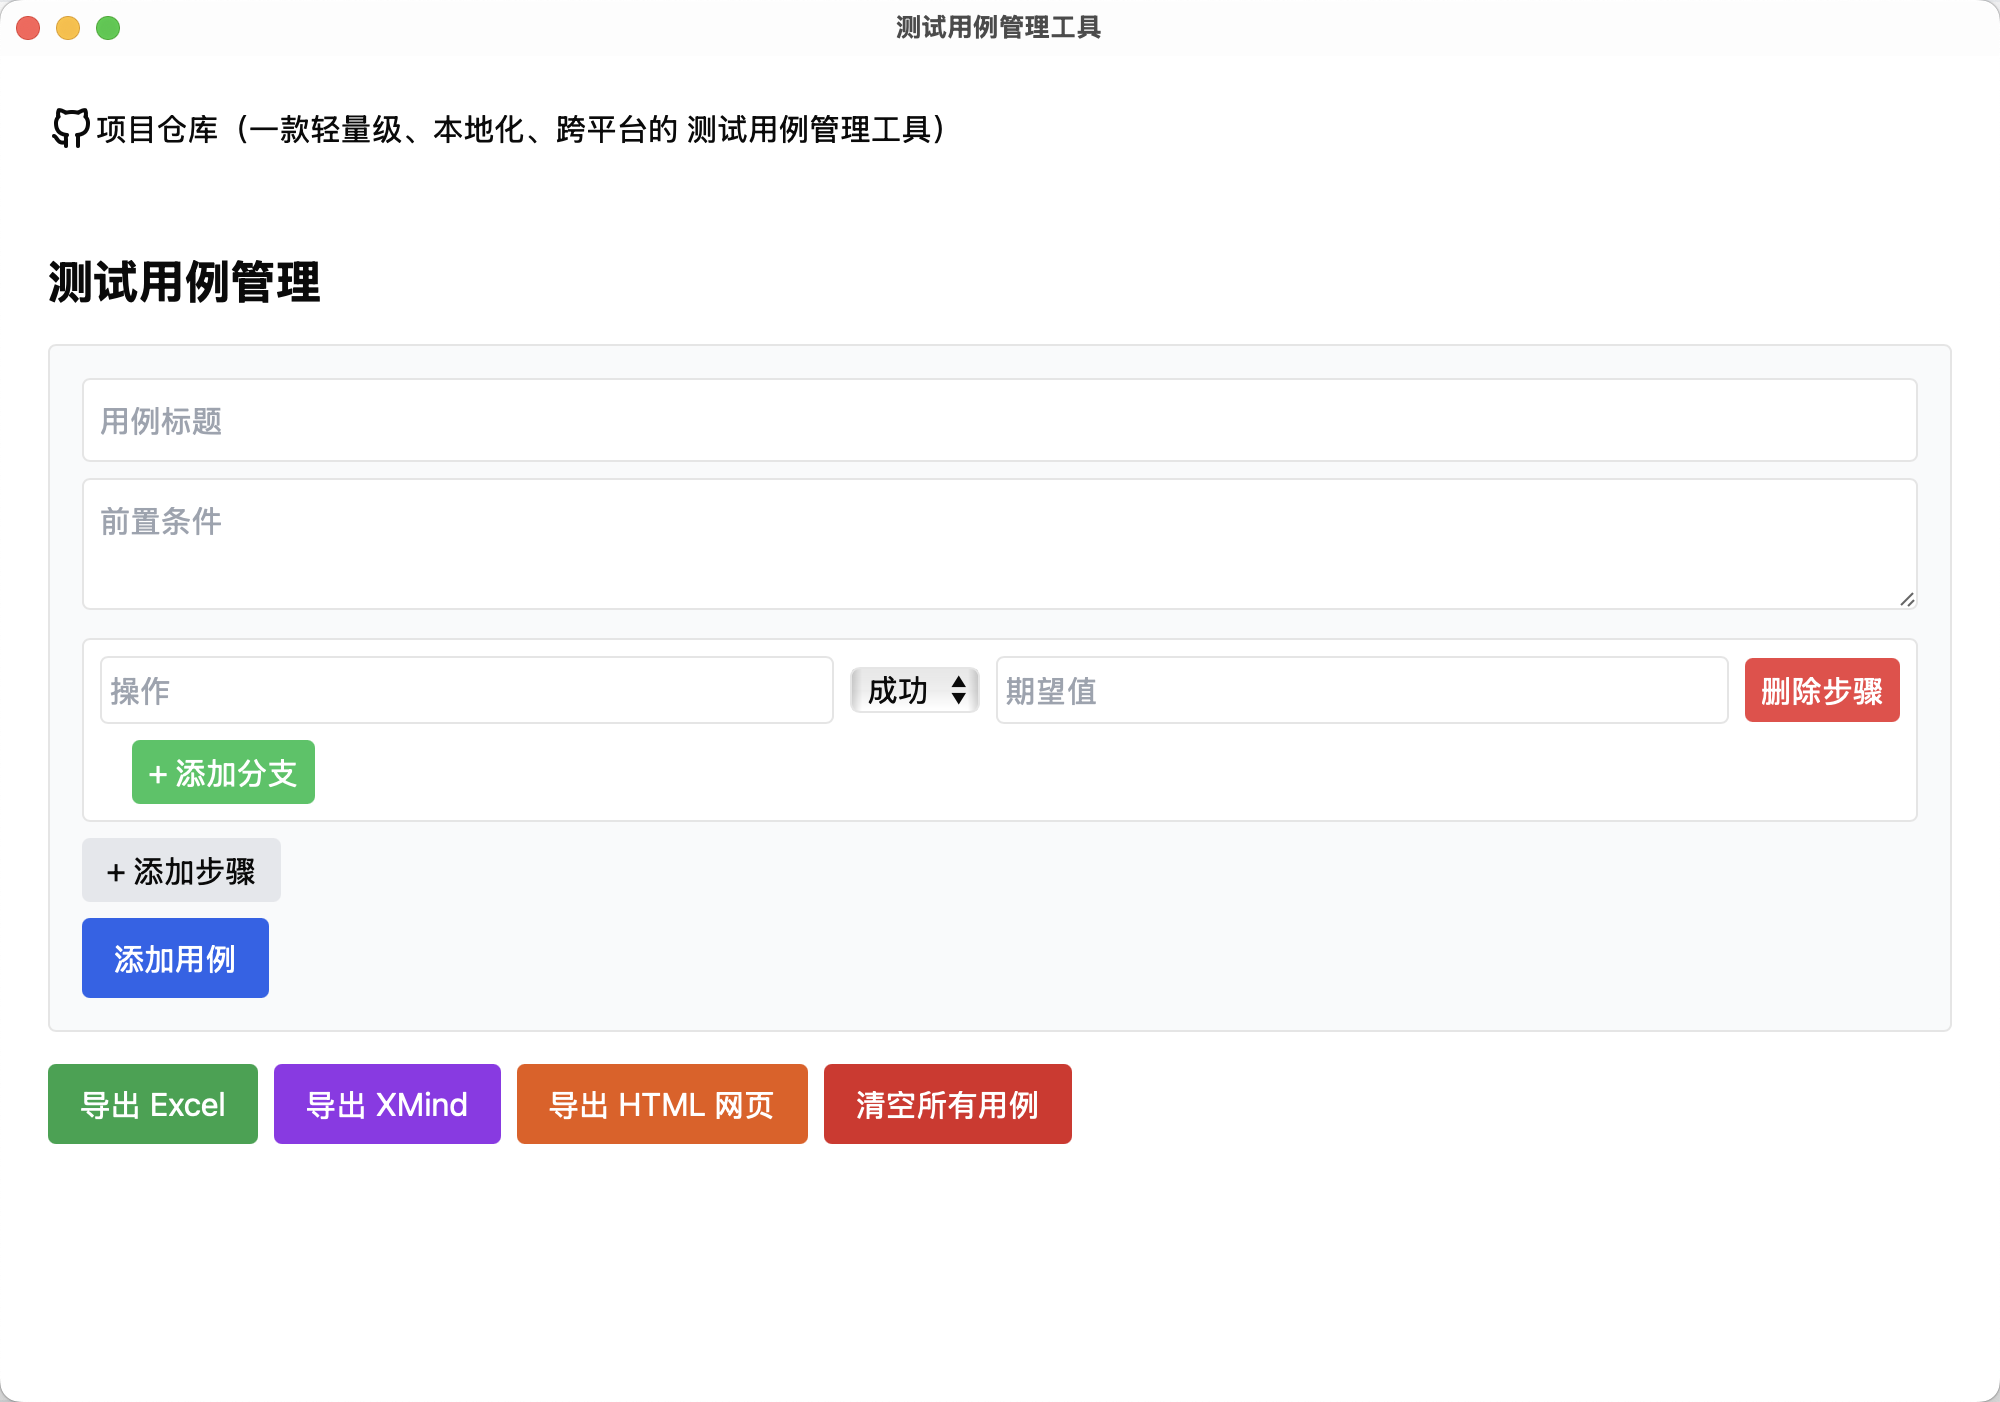 测试用例管理工具
项目仓库（一款轻量级、本地化、跨平台的 测试用例管理工具）
测试用例管理
用例标题
前置条件
操作 成功 期望值 删除步骤
+ 添加分支
+ 添加步骤
添加用例
导出 Excel 导出 XMind 导出 HTML 网页 清空所有用例